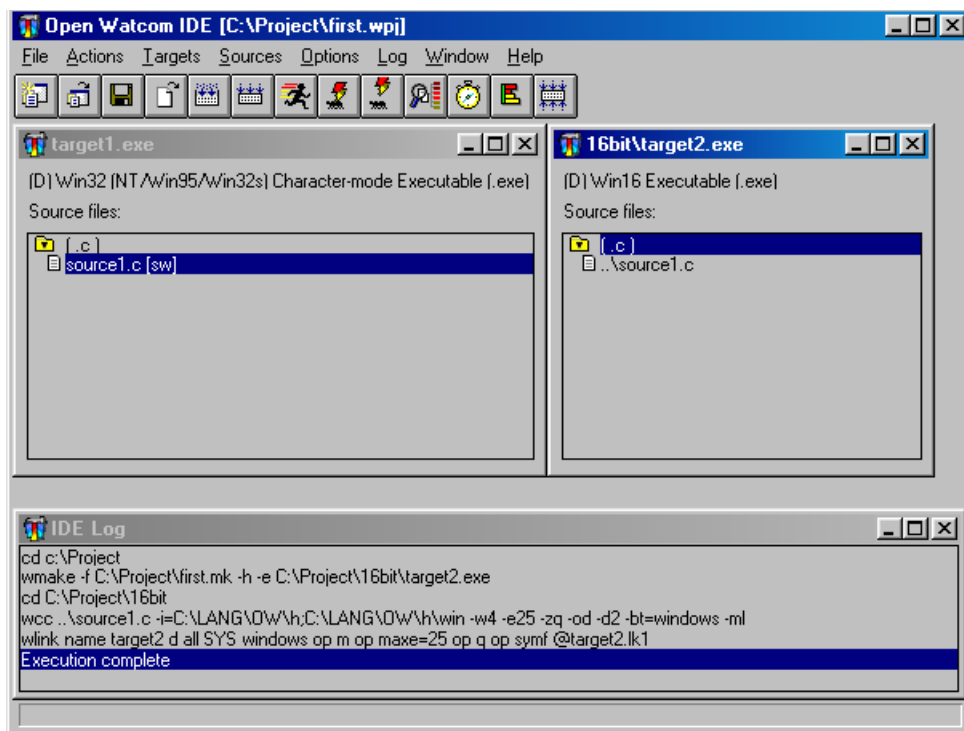 Open Watcom IDE [C:\Project\first.wpj]
File Actions Targets Sources Options Log Window Help
target1.exe
(D) Win32 (NT/Win95/Win32s) Character-mode Executable (.exe)
Source files:
( .c )
source1.c [sw]
16bit\target2.exe
(D) Win16 Executable (.exe)
Source files:
( .c )
..\source1.c
IDE Log
cd c:\Project
wmake -f C:\Project\first.mk -h -e C:\Project\16bit\target2.exe
cd C:\Project\16bit
wcc ..\source1.c -i=C:\LANG\OW\h;C:\LANG\OW\h\win -w4 -e25 -zq -od -d2 -bt=windows -ml
wlink name target2 d all SYS windows op m op maxe=25 op q op symf @target2.lk1
Execution complete